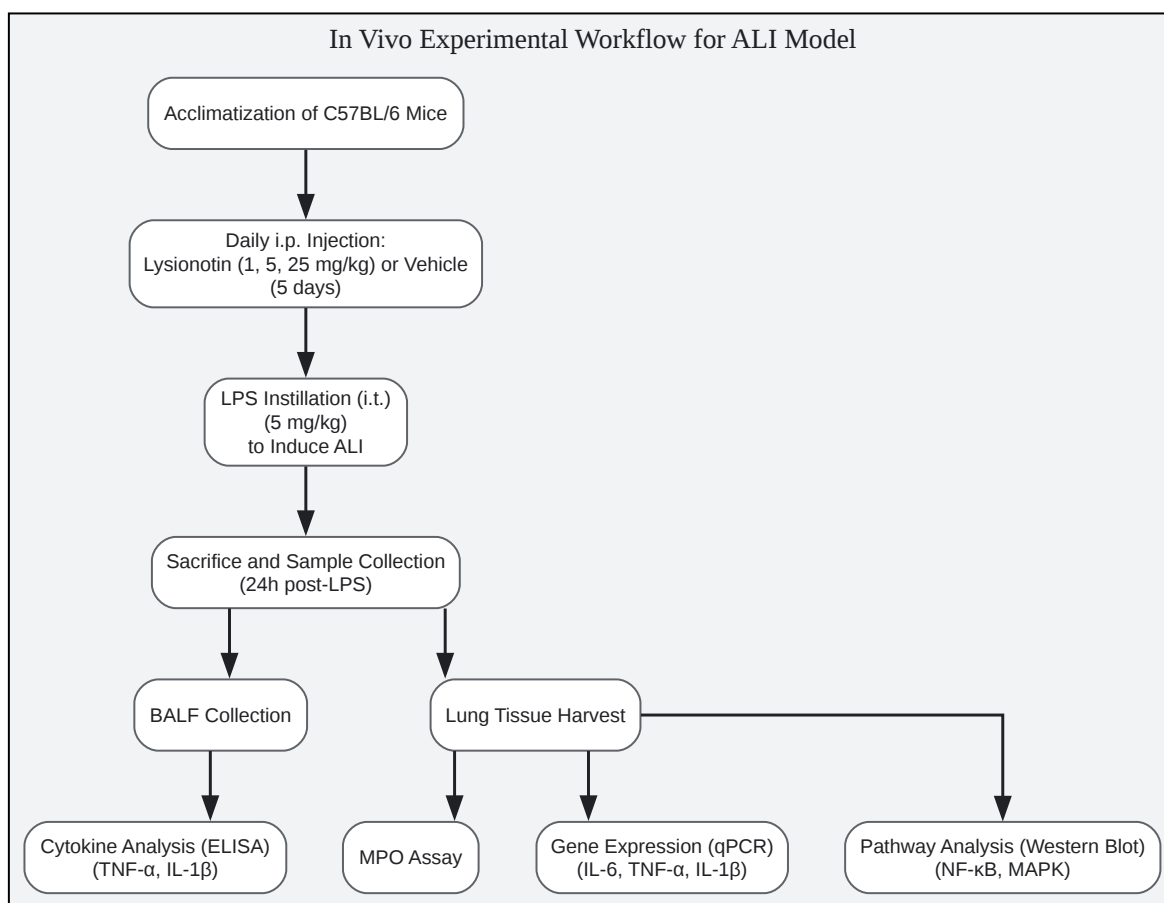 In Vivo Experimental Workflow for ALI Model
Acclimatization of C57BL/6 Mice
Daily i.p. Injection:
Lysionotin (1, 5, 25 mg/kg) or Vehicle
(5 days)
LPS Instillation (i.t.)
(5 mg/kg)
to Induce ALI
Sacrifice and Sample Collection
(24h post-LPS)
BALF Collection
Lung Tissue Harvest
Cytokine Analysis (ELISA)
(TNF-α, IL-1β)
MPO Assay
Gene Expression (qPCR)
(IL-6, TNF-α, IL-1β)
Pathway Analysis (Western Blot)
(NF-κB, MAPK)